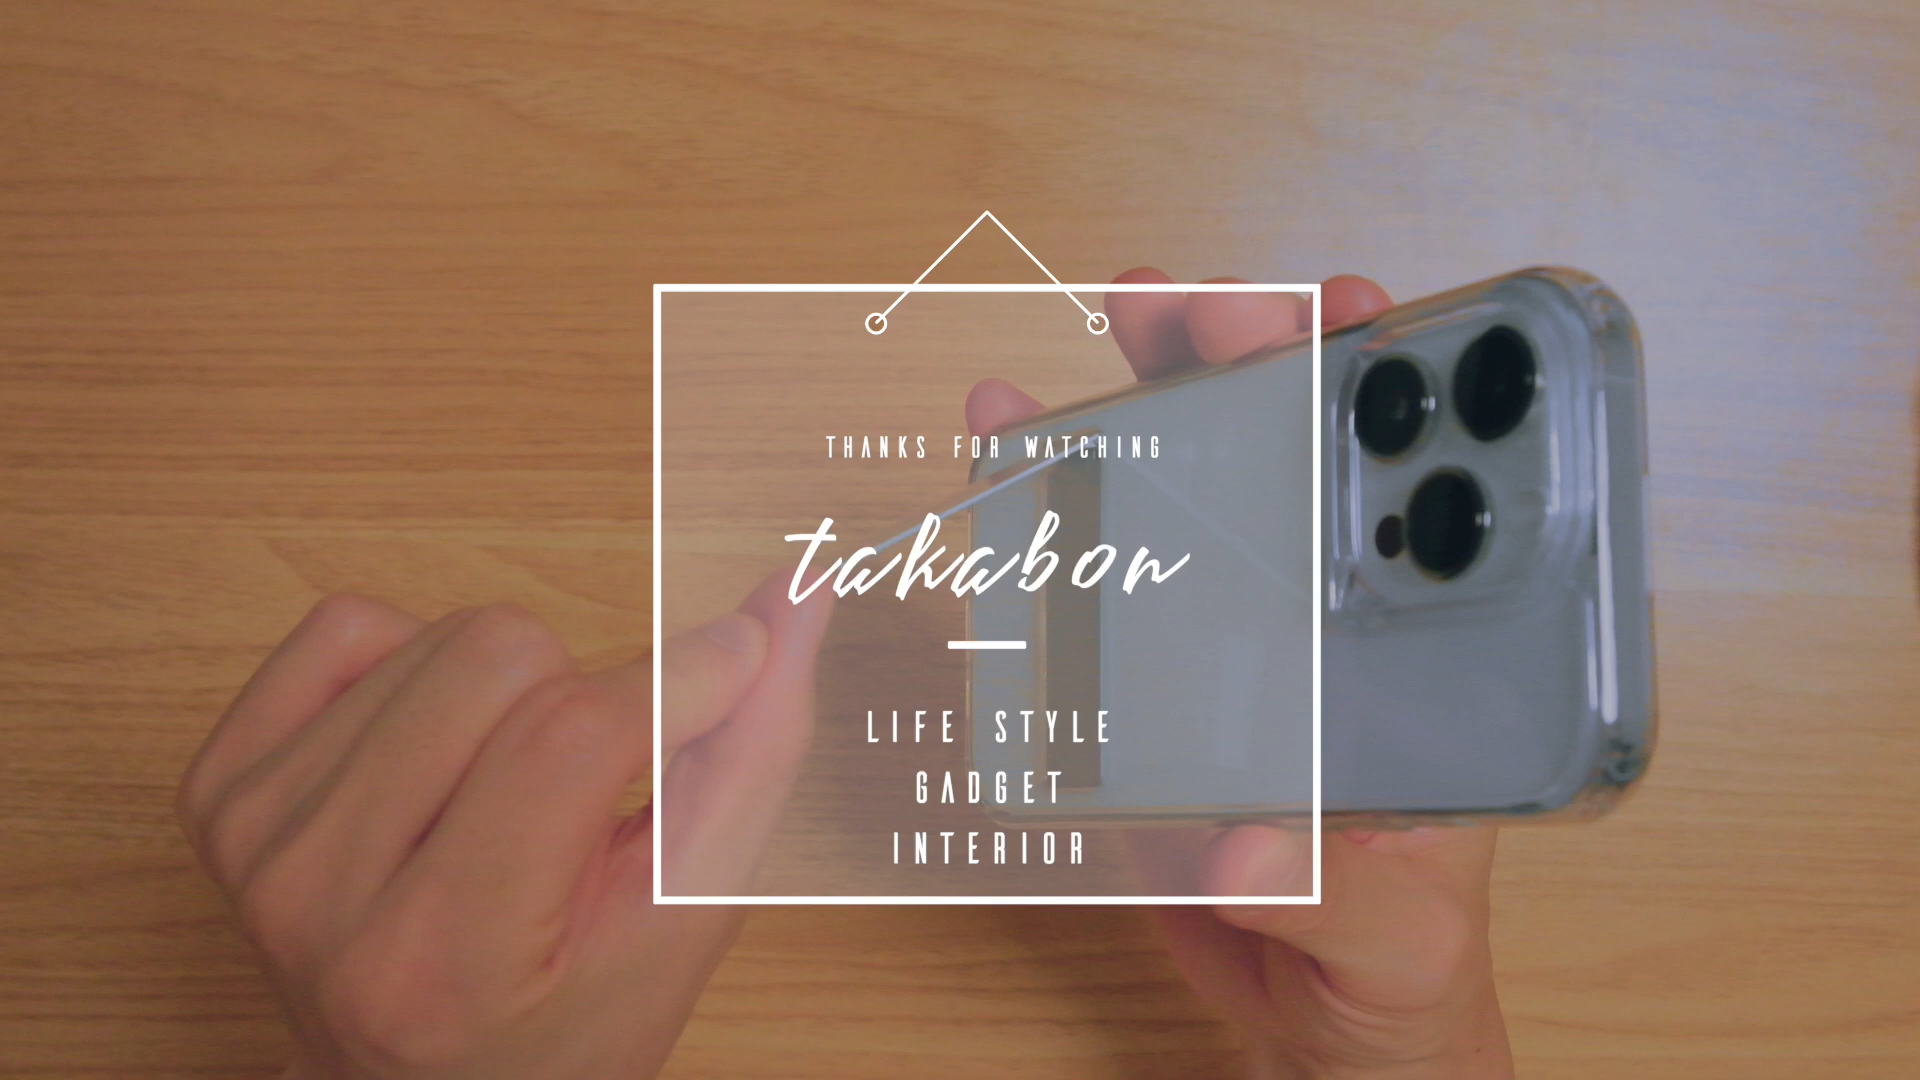 THANKS FOR WATCHING
takabon
LIFE STYLE
GADGET
INTERIOR